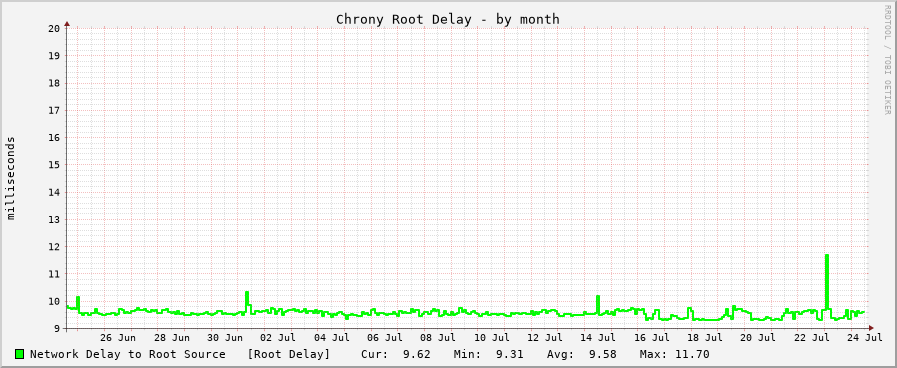 Chrony Root Delay - by month
RRDTOOL / TOBI OETIKER
milliseconds
20
19
18
17
16
15
14
13
12
11
10
9
26 Jun 28 Jun 30 Jun 02 Jul 04 Jul 06 Jul 08 Jul 10 Jul 12 Jul 14 Jul 16 Jul 18 Jul 20 Jul 22 Jul 24 Jul
Network Delay to Root Source [Root Delay] Cur: 9.62 Min: 9.31 Avg: 9.58 Max: 11.70